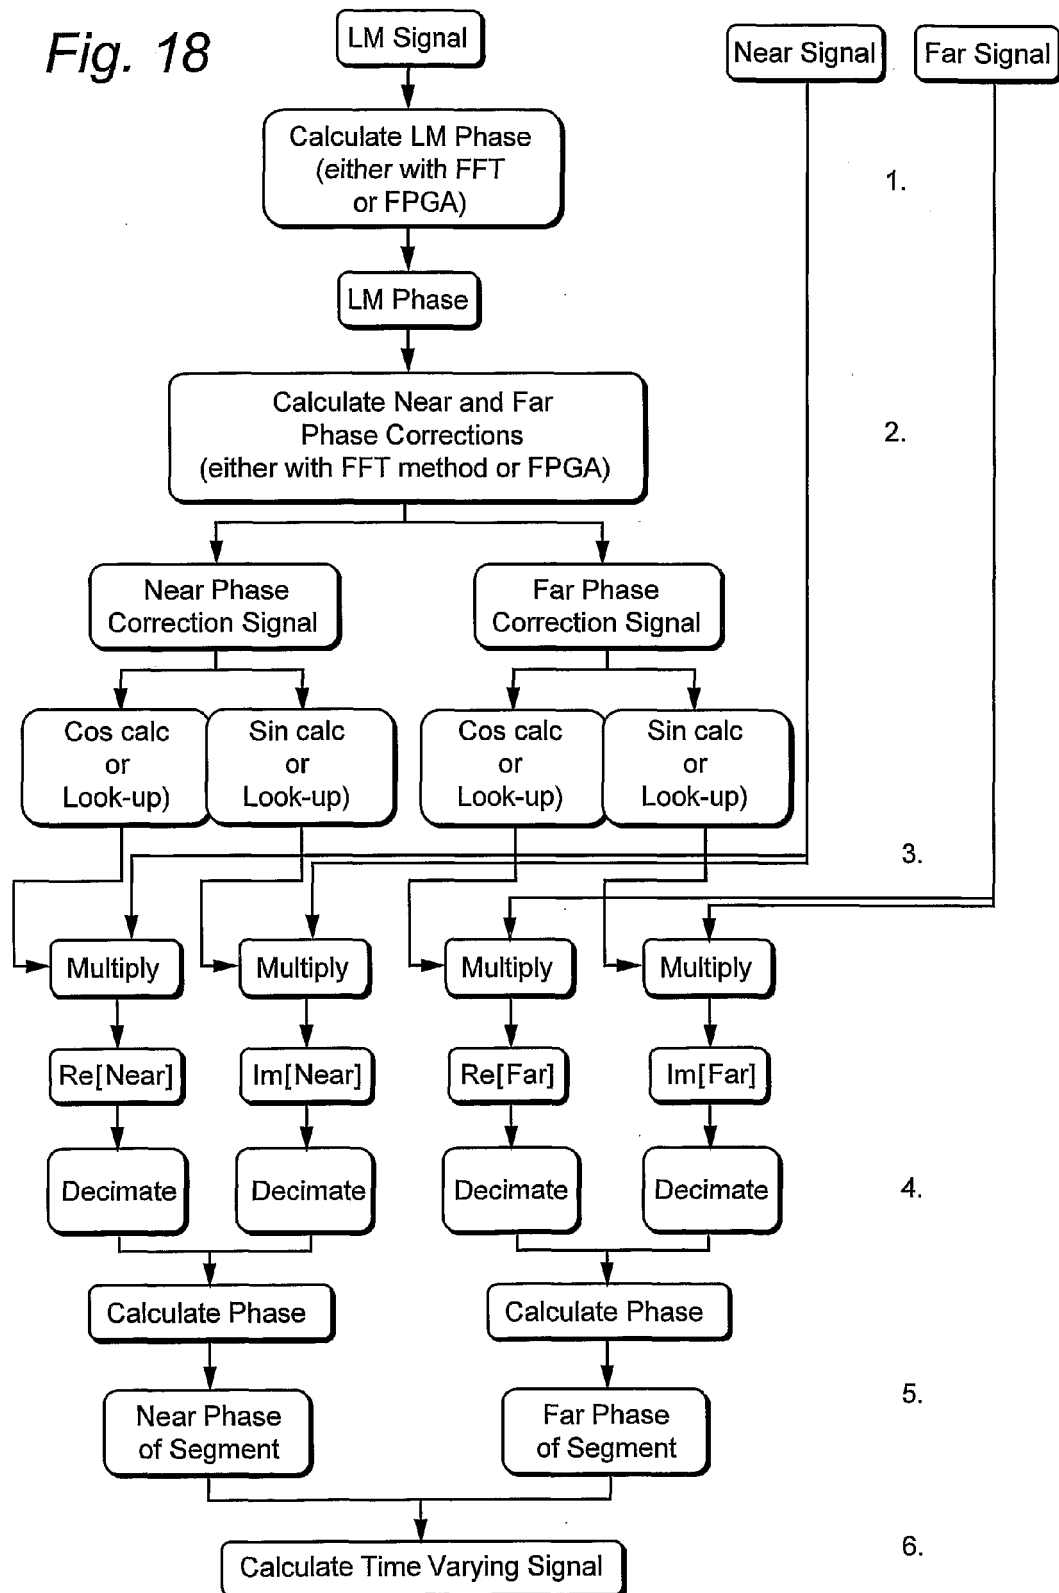 Fig. 18
LM Signal
Near Signal
Far Signal
Calculate LM Phase
(either with FFT
or FPGA)
1.
LM Phase
Calculate Near and Far
Phase Corrections
(either with FFT method or FPGA)
2.
Near Phase
Correction Signal
Far Phase
Correction Signal
Cos calc
or
Look-up)
Sin calc
or
Look-up)
Cos calc
or
Look-up)
Sin calc
or
Look-up)
3.
Multiply
Multiply
Multiply
Multiply
Re[Near]
Im[Near]
Re[Far]
Im[Far]
Decimate
Decimate
Decimate
Decimate
4.
Calculate Phase
Calculate Phase
Near Phase
of Segment
Far Phase
of Segment
5.
Calculate Time Varying Signal
6.